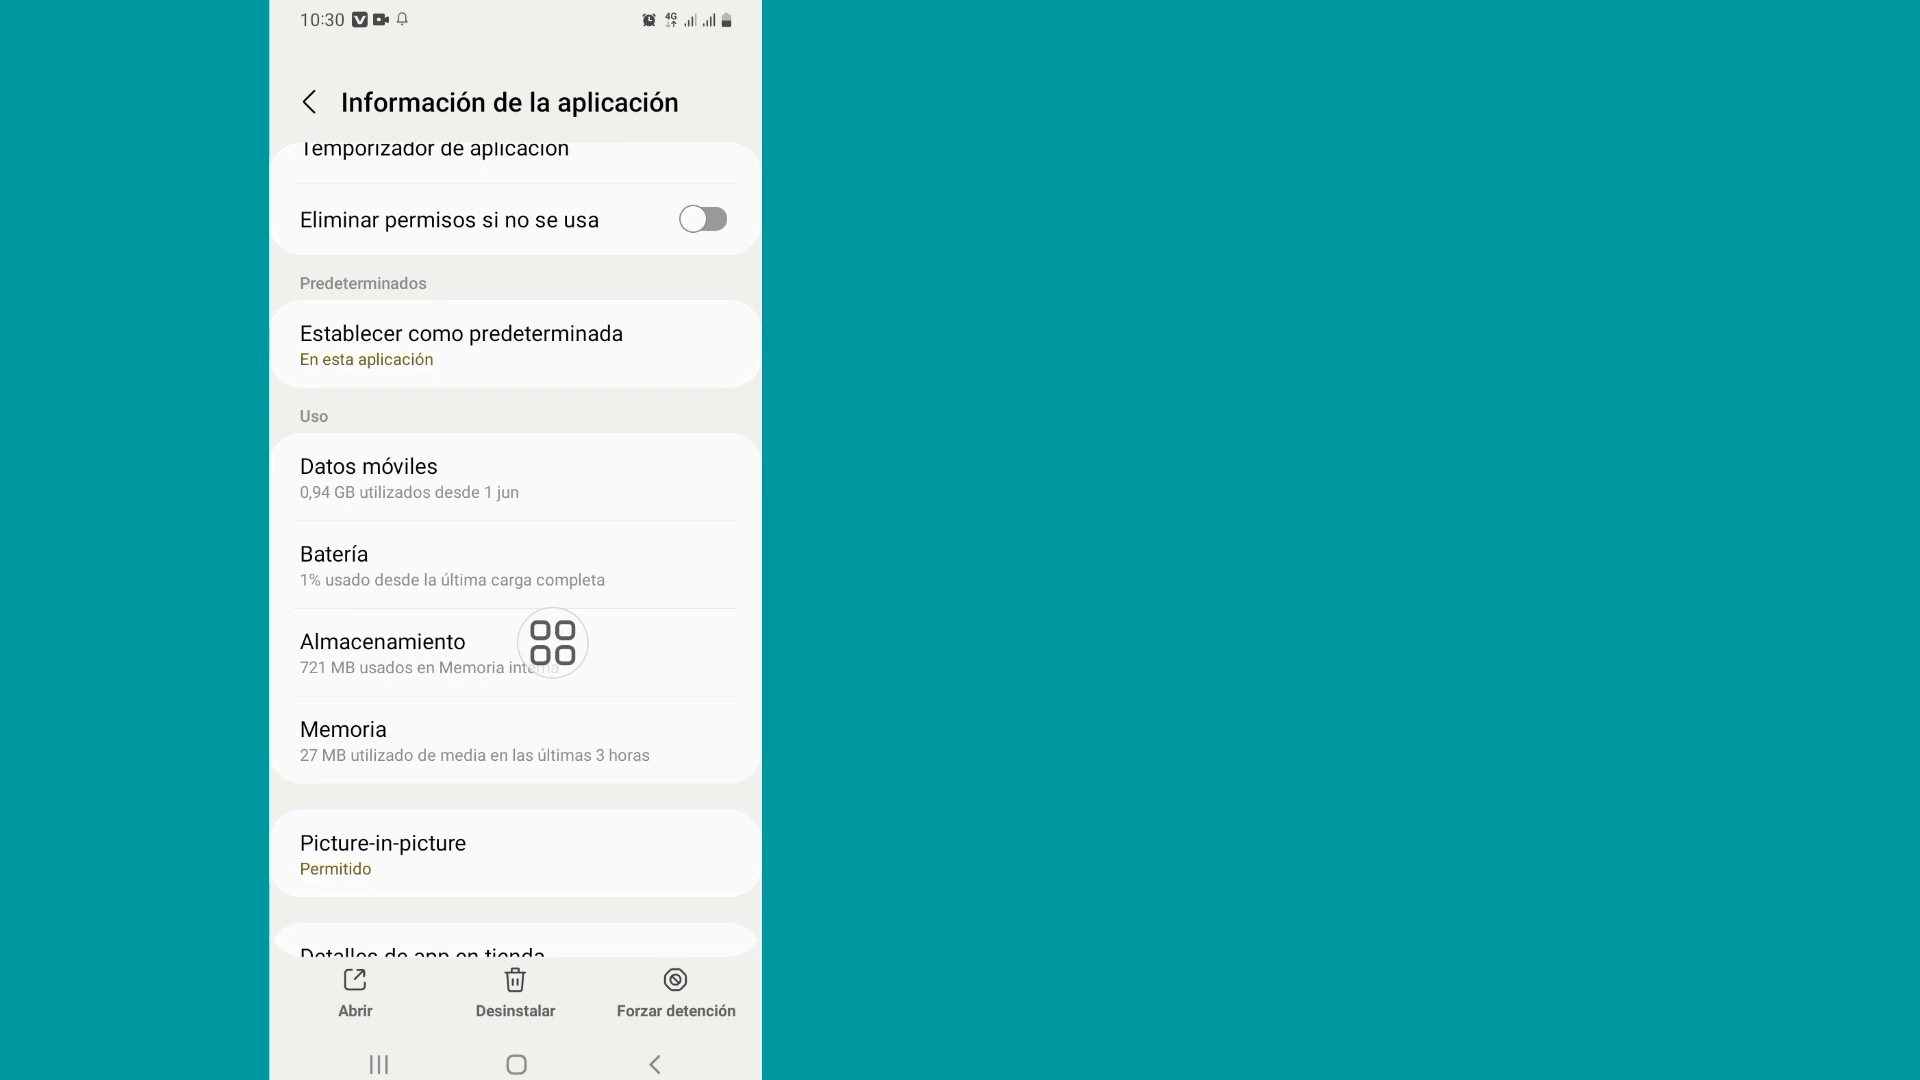 10:30
4G
Información de la aplicación
Temporizador de aplicación
Eliminar permisos si no se usa
Predeterminados
Establecer como predeterminada
En esta aplicación
Uso
Datos móviles
0,94 GB utilizados desde 1 jun
Batería
1% usado desde la última carga completa
Almacenamiento
721 MB usados en Memoria interna
Memoria
27 MB utilizado de media en las últimas 3 horas
Picture-in-picture
Permitido
Detalles de app en tienda
Abrir
Desinstalar
Forzar detención